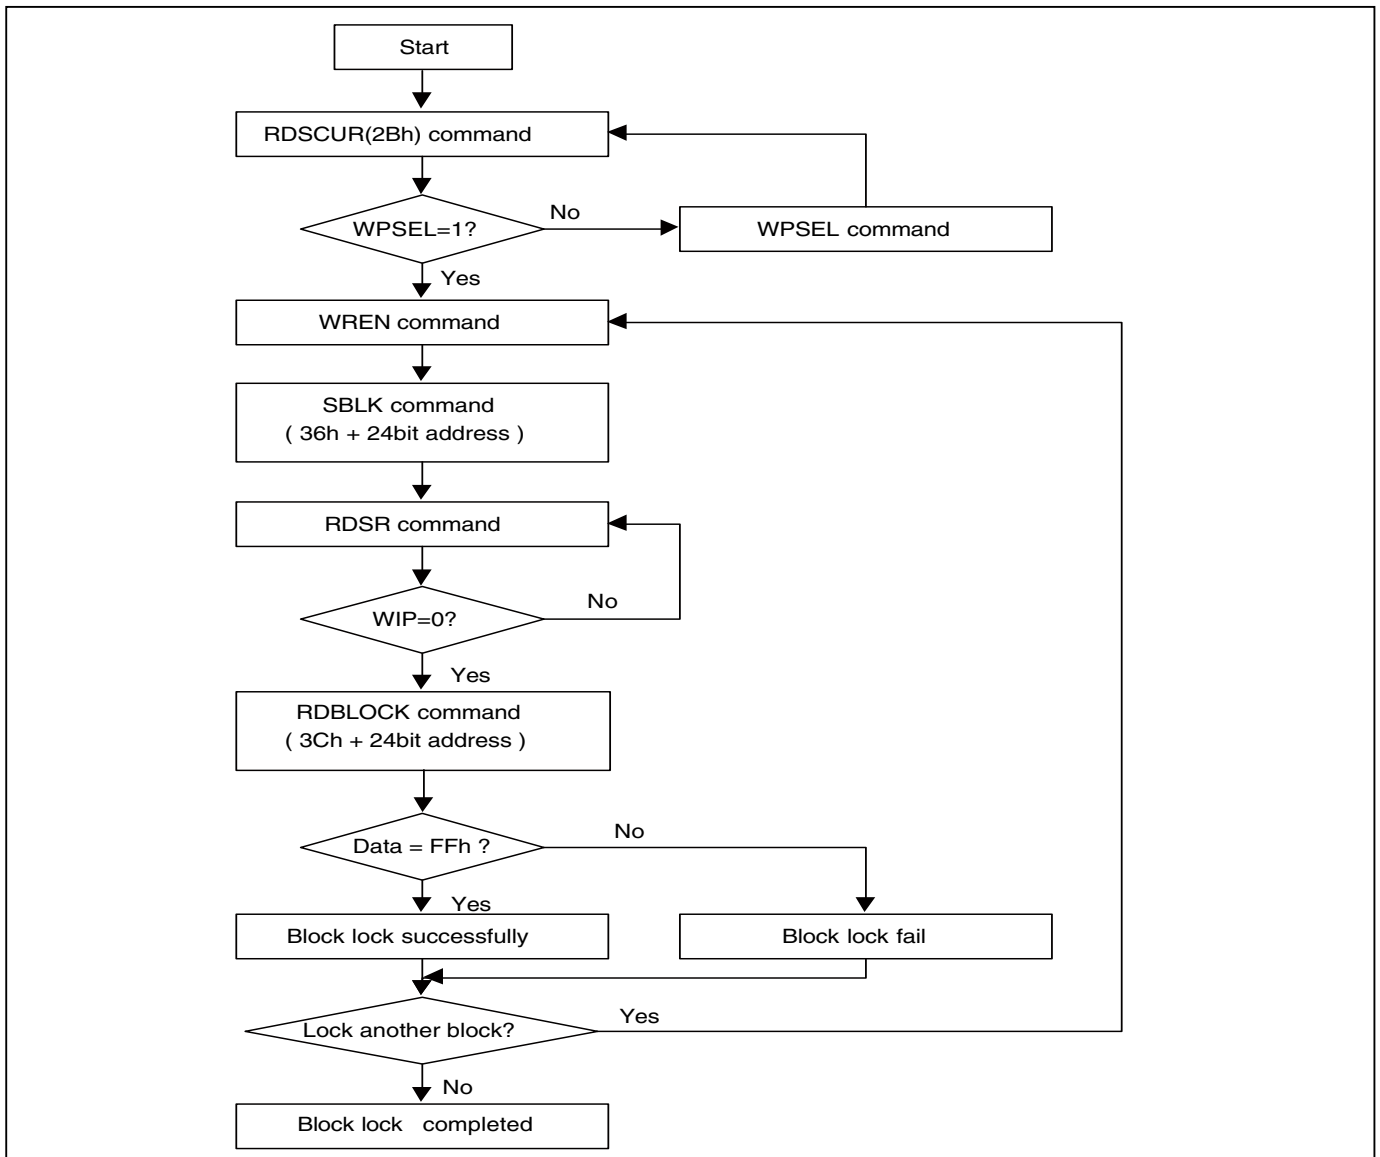 Start
RDSCUR(2Bh) command
WPSEL=1?
No
WPSEL command
Yes
WREN command
SBLK command
( 36h + 24bit address )
RDSR command
WIP=0?
No
Yes
RDBLOCK command
( 3Ch + 24bit address )
Data = FFh ?
No
Yes
Block lock successfully
Block lock fail
Lock another block?
Yes
No
Block lock completed